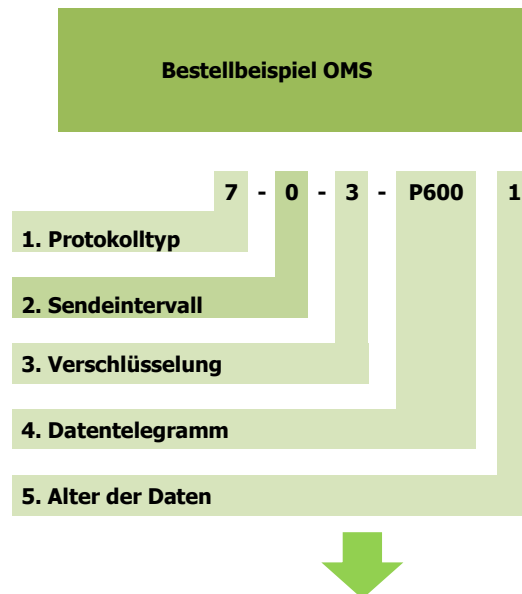 Bestellbeispiel OMS
7 - 0 - 3 - P600 1
1. Protokolltyp
2. Sendeintervall
3. Verschlüsselung
4. Datentelegramm
5. Alter der Daten